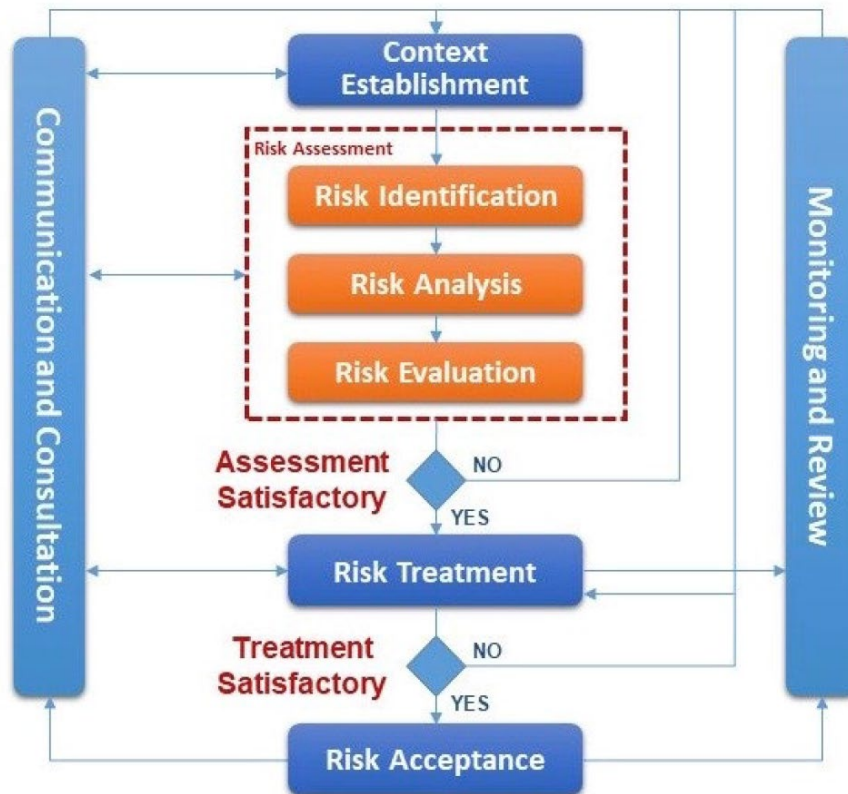 Context
Establishment
Communication and Consultation
Monitoring and Review
Risk Assessment
Risk Identification
Risk Analysis
Risk Evaluation
Assessment
Satisfactory
NO
YES
Risk Treatment
Treatment
Satisfactory
NO
YES
Risk Acceptance